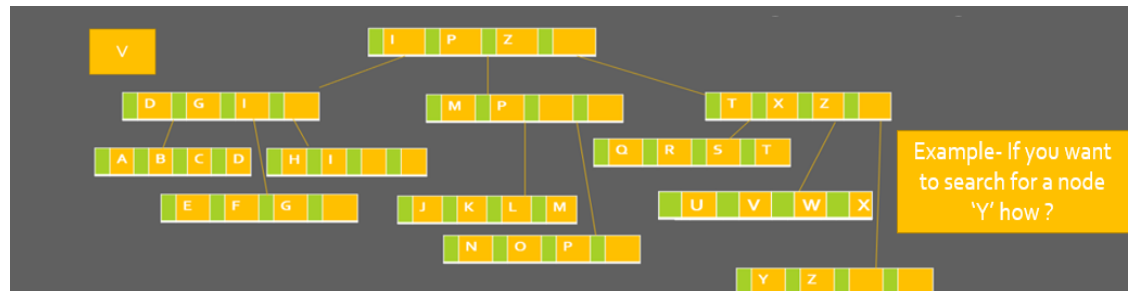 V
I P Z
D G I
M P
T X Z
A B C D
H I
Q R S T
E F G
J K L M
U V W X
N O P
Y Z
Example- If you want
to search for a node
'Y' how ?